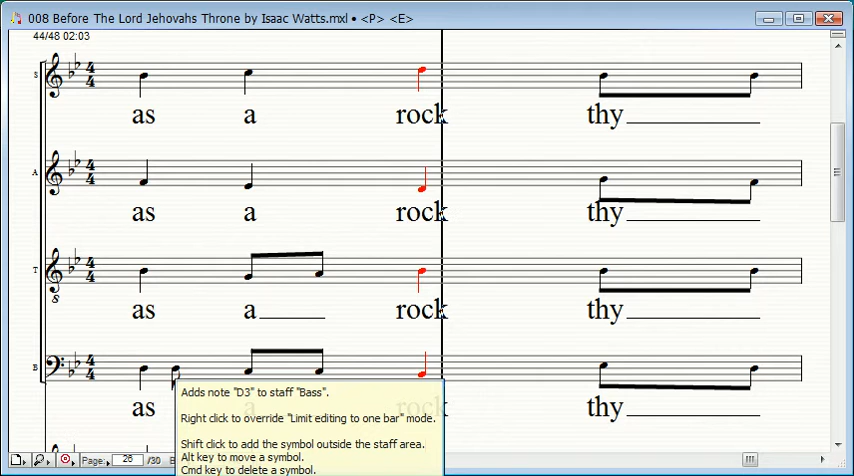 008 Before The Lord Jehovahs Throne by Isaac Watts.mxl • <P> <E>
44/48 02:03
S
as a rock thy
A
as a rock thy
T
8
as a rock thy
B
as rock thy
Adds note "D3" to staff "Bass".
Right click to override "Limit editing to one bar" mode.
Shift click to add the symbol outside the staff area.
Alt key to move a symbol.
Cmd key to delete a symbol.
Page: 26 /30